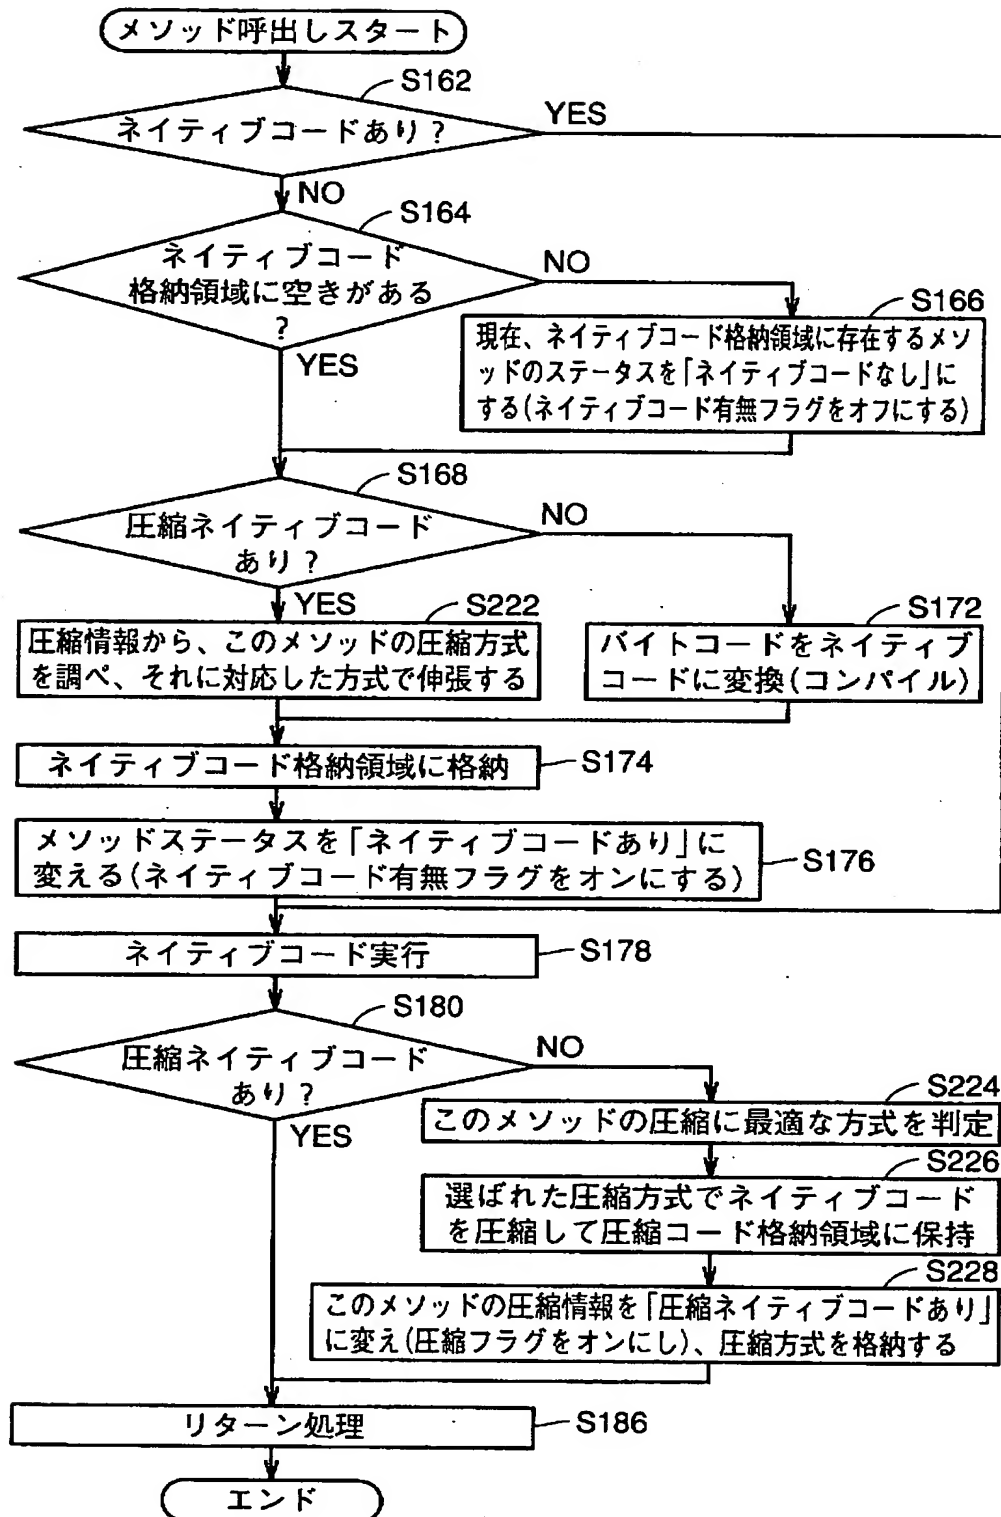 メソッド呼出しスタート
S162
ネイティブコードあり?
YES
NO
S164
ネイティブコード
格納領域に空きがある
?
NO
YES
S166
現在、ネイティブコード格納領域に存在するメソ
ッドのステータスを「ネイティブコードなし」に
する(ネイティブコード有無フラグをオフにする)
S168
圧縮ネイティブコード
あり?
NO
YES
S222
圧縮情報から、このメソッドの圧縮方式
を調べ、それに対応した方式で伸張する
S172
バイトコードをネイティブ
コードに変換(コンパイル)
ネイティブコード格納領域に格納
S174
メソッドステータスを「ネイティブコードあり」に
変える(ネイティブコード有無フラグをオンにする)
S176
ネイティブコード実行
S178
S180
圧縮ネイティブコード
あり?
NO
YES
S224
このメソッドの圧縮に最適な方式を判定
S226
選ばれた圧縮方式でネイティブコード
を圧縮して圧縮コード格納領域に保持
S228
このメソッドの圧縮情報を「圧縮ネイティブコードあり」
に変え(圧縮フラグをオンにし)、圧縮方式を格納する
リターン処理
S186
エンド